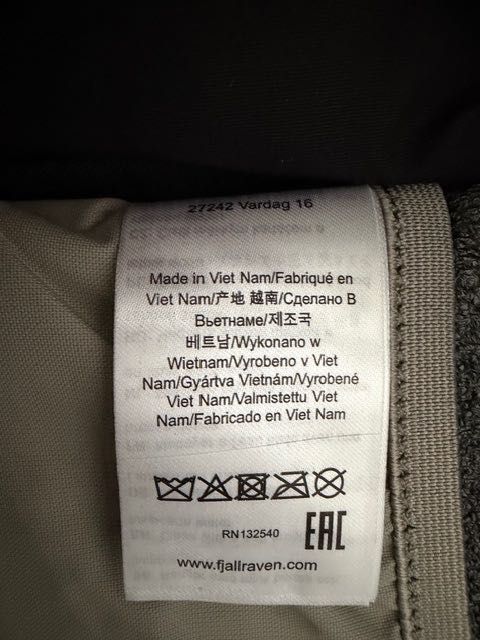 27242 Vardag 16
Made in Viet Nam/Fabriqué en
Viet Nam/产地 越南/Сделано В
Вьетнаме/제조국
베트남/Wykonano w
Wietnam/Vyrobeno v Viet
Nam/Gyártva Vietnám/Vyrobené
Viet Nam/Valmistettu Viet
Nam/Fabricado en Viet Nam
RN132540
EAC
www.fjallraven.com